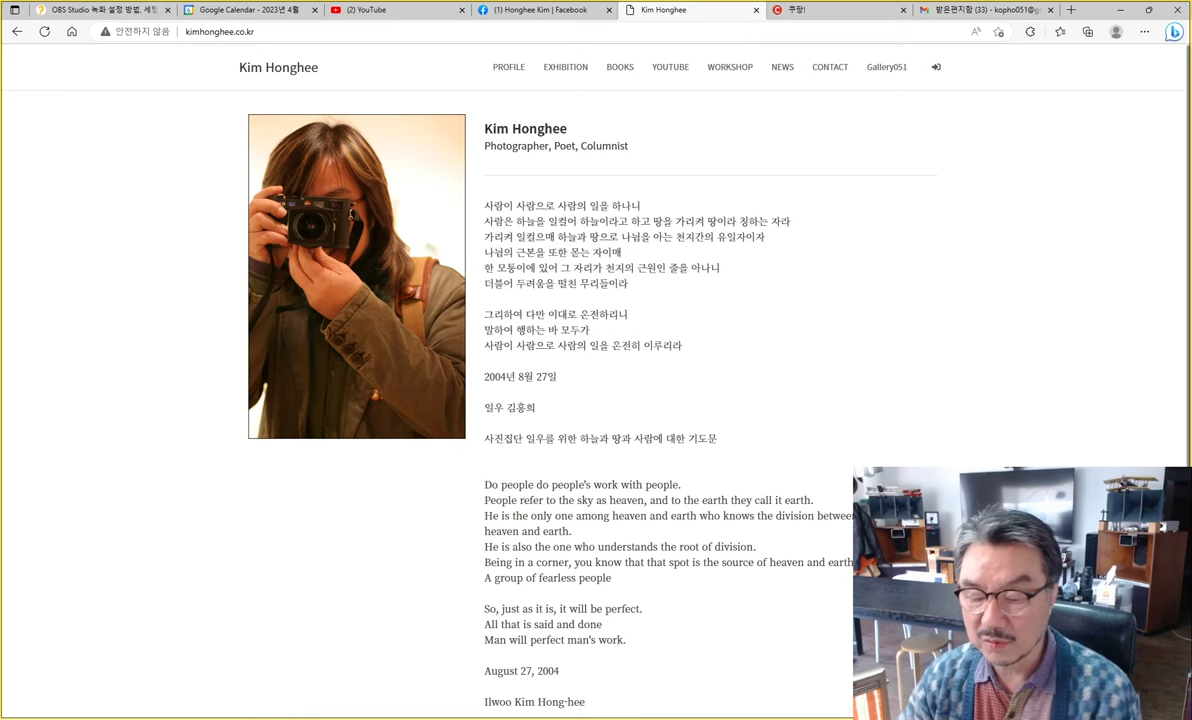 OBS Studio 녹화 설정 방법, 세팅
Google Calendar - 2023년 4월
(2) YouTube
(1) Honghee Kim | Facebook
Kim Honghee
쿠팡!
받은편지함 (33) - kopho051@g
안전하지 않음
kimhonghee.co.kr
Kim Honghee
PROFILE
EXHIBITION
BOOKS
YOUTUBE
WORKSHOP
NEWS
CONTACT
Gallery051
Kim Honghee
Photographer, Poet, Columnist
사람이 사람으로 사람의 일을 하나니
사람은 하늘을 일컬어 하늘이라고 하고 땅을 가리켜 땅이라 칭하는 자라
가리켜 일컬으매 하늘과 땅으로 나뉨을 아는 천지간의 유일자이자
나뉨의 근본을 또한 묻는 자이매
한 모퉁이에 있어 그 자리가 천지의 근원인 줄을 아나니
더불어 두려움을 떨친 무리들이라
그리하여 다만 이대로 온전하리니
말하여 행하는 바 모두가
사람이 사람으로 사람의 일을 온전히 이루리라
2004년 8월 27일
일우 김홍희
사진집단 일우를 위한 하늘과 땅과 사람에 대한 기도문
Do people do people's work with people.
People refer to the sky as heaven, and to the earth they call it earth.
He is the only one among heaven and earth who knows the division between
heaven and earth.
He is also the one who understands the root of division.
Being in a corner, you know that that spot is the source of heaven and earth
A group of fearless people
So, just as it is, it will be perfect.
All that is said and done
Man will perfect man's work.
August 27, 2004
Ilwoo Kim Hong-hee